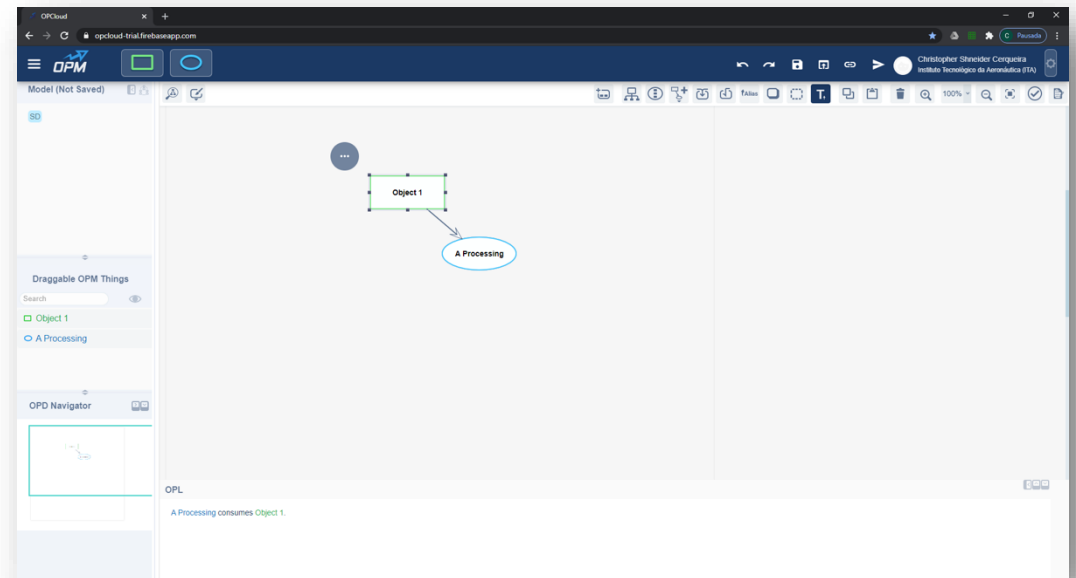 OPCloud
opcloud-trial.firebaseapp.com
C Pausada
OPM
Christopher Shneider Cerqueira
Instituto Tecnológico da Aeronáutica (ITA)
Model (Not Saved)
SD
Alias
100%
Object 1
A Processing
Draggable OPM Things
Search
Object 1
A Processing
OPD Navigator
OPL
A Processing consumes Object 1.